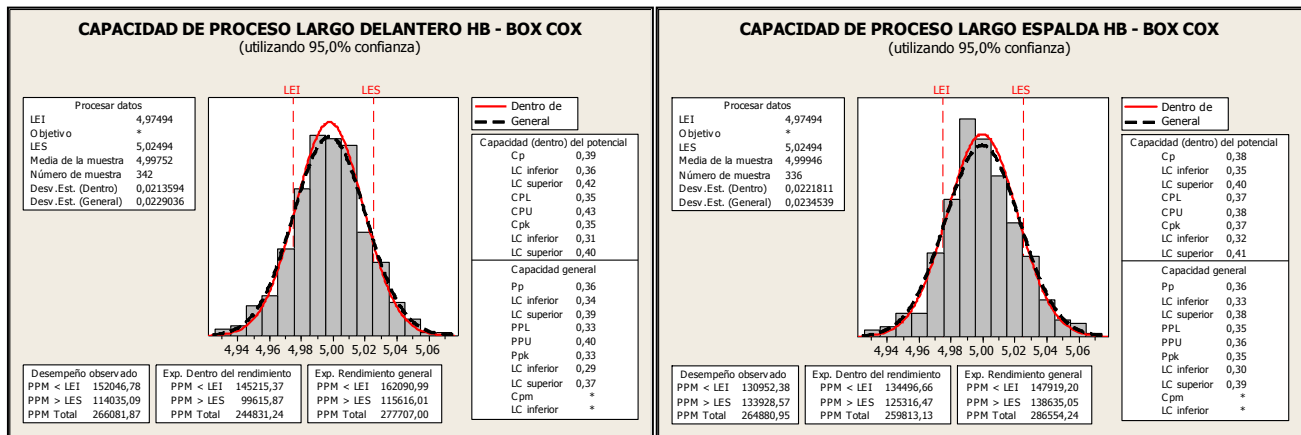 CAPACIDAD DE PROCESO LARGO DELANTERO HB - BOX COX
(utilizando 95,0% confianza)
LEI LES
Procesar datos
LEI 4,97494
Objetivo *
LES 5,02494
Media de la muestra 4,99752
Número de muestra 342
Desv.Est. (Dentro) 0,0213594
Desv.Est. (General) 0,0229036
Dentro de
General
Capacidad (dentro) del potencial
Cp 0,39
LC inferior 0,36
LC superior 0,42
CPL 0,35
CPU 0,43
Cpk 0,35
LC inferior 0,31
LC superior 0,40
Capacidad general
Pp 0,36
LC inferior 0,34
LC superior 0,39
PPL 0,33
PPU 0,40
Ppk 0,33
LC inferior 0,29
LC superior 0,37
Cpm *
LC inferior *
4,94 4,96 4,98 5,00 5,02 5,04 5,06
Desempeño observado
PPM < LEI 152046,78
PPM > LES 114035,09
PPM Total 266081,87
Exp. Dentro del rendimiento
PPM < LEI 145215,37
PPM > LES 99615,87
PPM Total 244831,24
Exp. Rendimiento general
PPM < LEI 162090,99
PPM > LES 115616,01
PPM Total 277707,00
CAPACIDAD DE PROCESO LARGO ESPALDA HB - BOX COX
(utilizando 95,0% confianza)
LEI LES
Procesar datos
LEI 4,97494
Objetivo *
LES 5,02494
Media de la muestra 4,99946
Número de muestra 336
Desv.Est. (Dentro) 0,0221811
Desv.Est. (General) 0,0234539
Dentro de
General
Capacidad (dentro) del potencial
Cp 0,38
LC inferior 0,35
LC superior 0,40
CPL 0,37
CPU 0,38
Cpk 0,37
LC inferior 0,32
LC superior 0,41
Capacidad general
Pp 0,36
LC inferior 0,33
LC superior 0,38
PPL 0,35
PPU 0,36
Ppk 0,35
LC inferior 0,30
LC superior 0,39
Cpm *
LC inferior *
4,94 4,96 4,98 5,00 5,02 5,04 5,06
Desempeño observado
PPM < LEI 130952,38
PPM > LES 133928,57
PPM Total 264880,95
Exp. Dentro del rendimiento
PPM < LEI 134496,66
PPM > LES 125316,47
PPM Total 259813,13
Exp. Rendimiento general
PPM < LEI 147919,20
PPM > LES 138635,05
PPM Total 286554,24